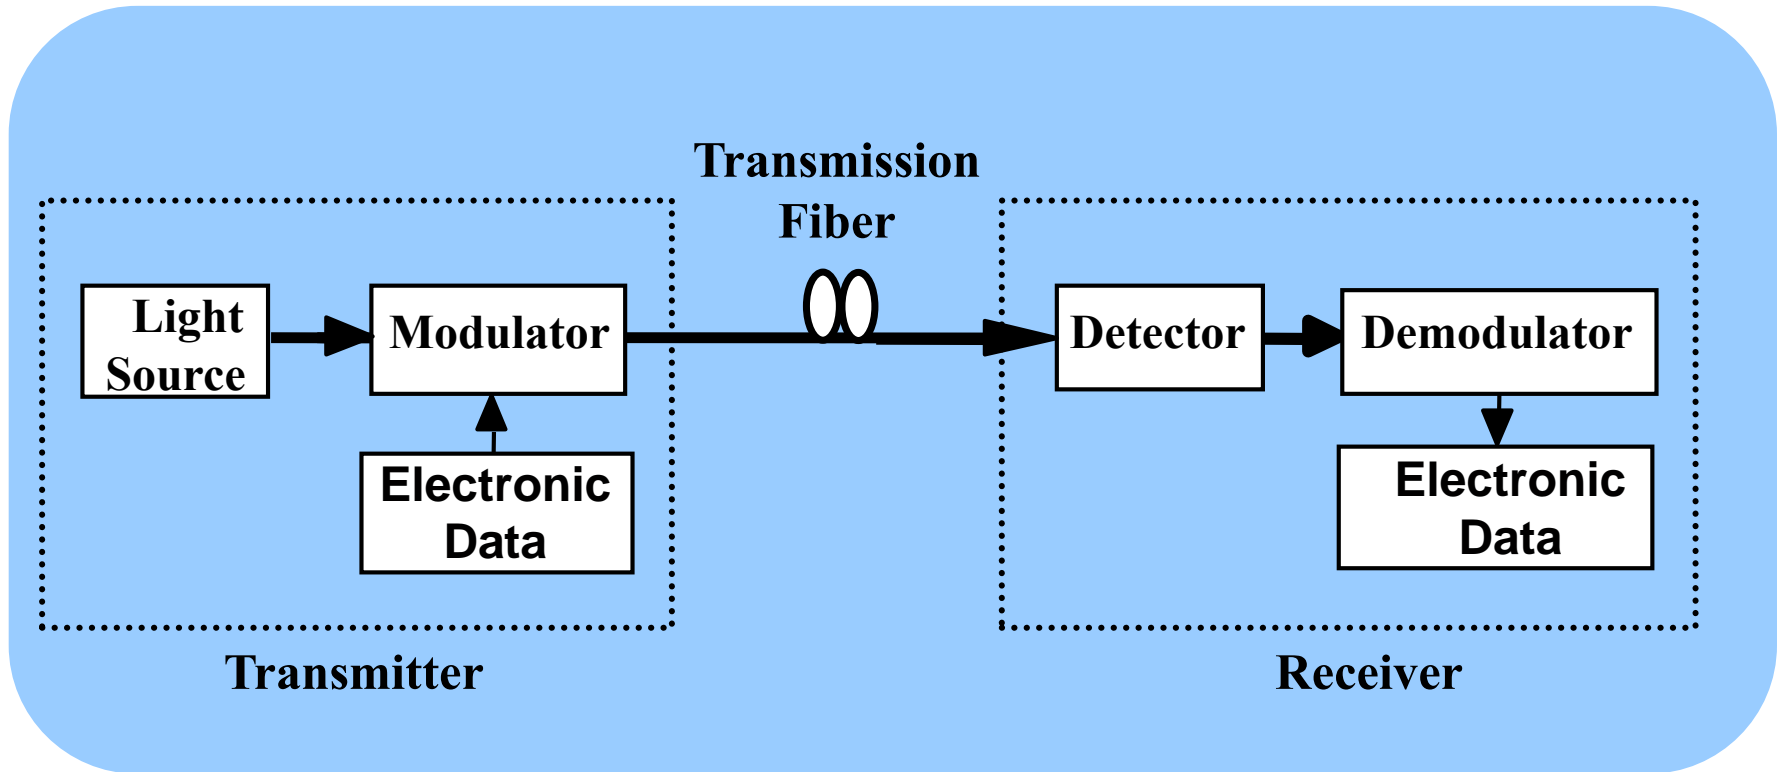 Transmission
Fiber
Light
Source
Modulator
Electronic
Data
Transmitter
Detector
Demodulator
Electronic
Data
Receiver